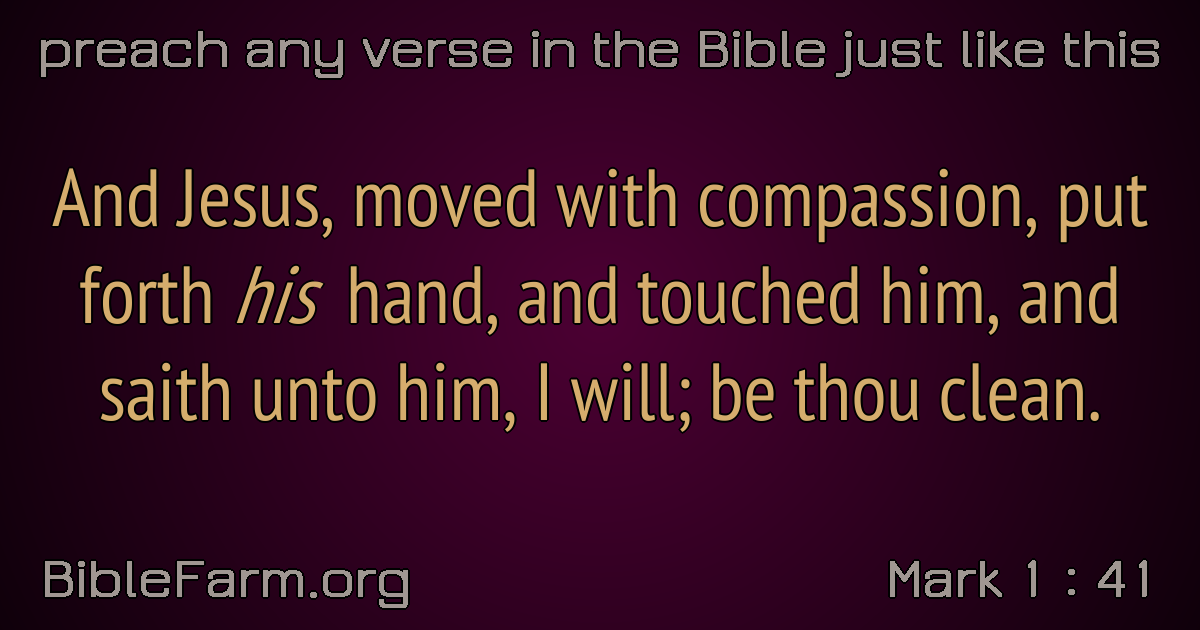 preach any verse in the Bible just like this
And Jesus, moved with compassion, put
forth his hand, and touched him, and
saith unto him, I will; be thou clean.
BibleFarm.org
Mark 1 : 41